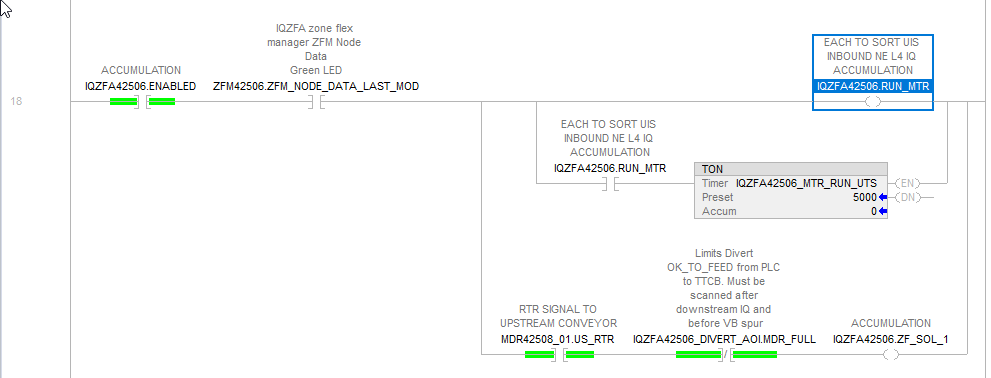 IQZFA zone flex
manager ZFM Node
Data
Green LED
ACCUMULATION
IQZFA42506.ENABLED
ZFM42506.ZFM_NODE_DATA_LAST_MOD
EACH TO SORT UIS
INBOUND NE L4 IQ
ACCUMULATION
IQZFA42506.RUN_MTR
18
EACH TO SORT UIS
INBOUND NE L4 IQ
ACCUMULATION
IQZFA42506.RUN_MTR
TON
Timer IQZFA42506_MTR_RUN_UTS
Preset 5000
Accum 0
EN
DN
RTR SIGNAL TO
UPSTREAM CONVEYOR
MDR42508_01.US_RTR
Limits Divert
OK_TO_FEED from PLC
to TTCB. Must be
scanned after
downstream IQ and
before VB spur
IQZFA42506_DIVERT_AOI.MDR_FULL
ACCUMULATION
IQZFA42506.ZF_SOL_1